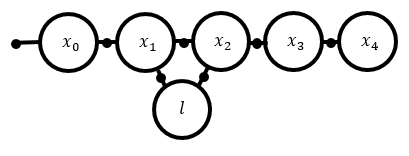 x₀ x₁ x₂ x₃ x₄
l